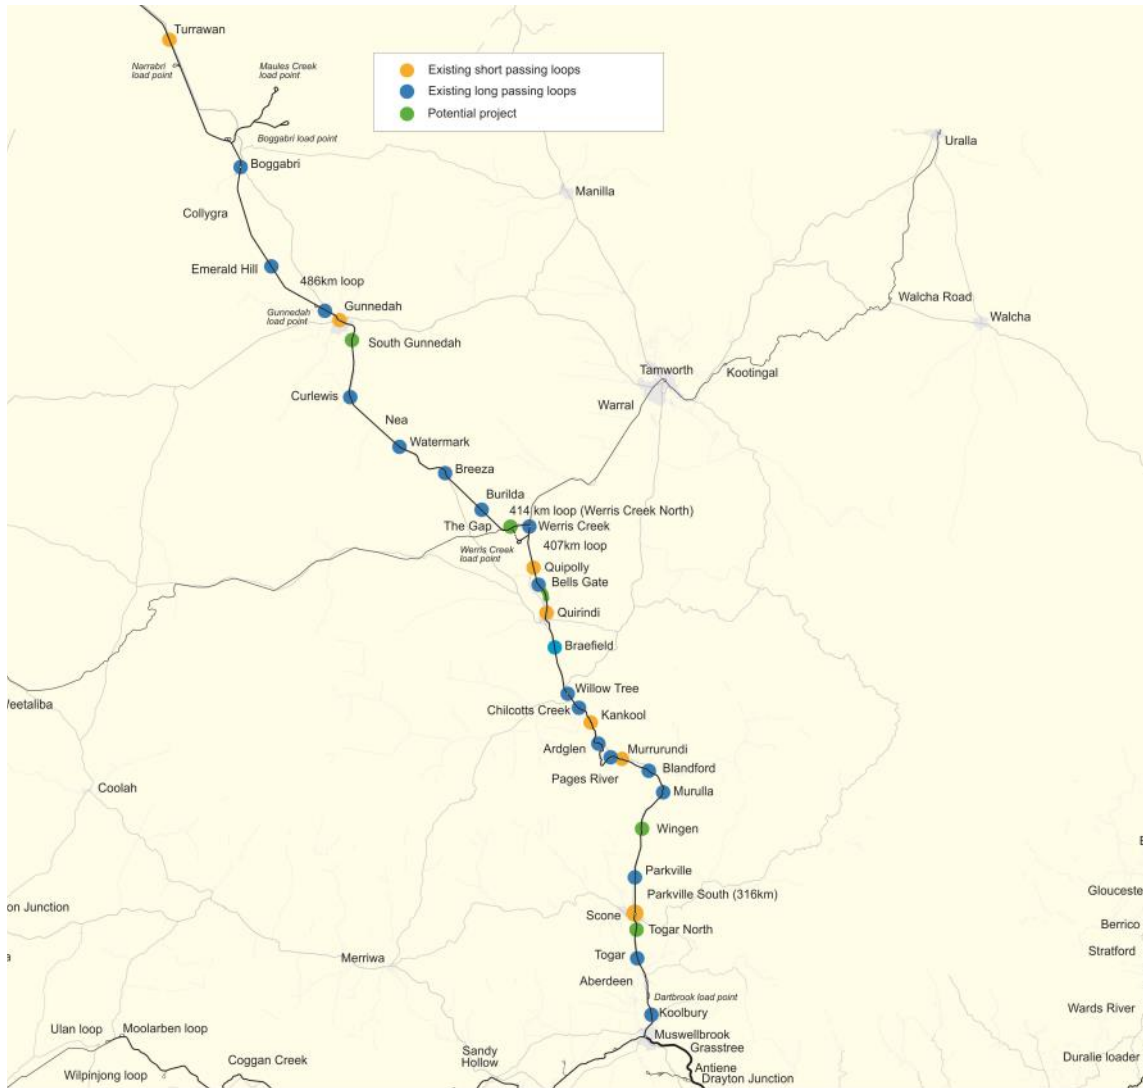 Turrawan
Narrabri
load point
Maules Creek
load point
Existing short passing loops
Existing long passing loops
Potential project
Boggabri load point
Uralla
Boggabri
Manilla
Collygra
Emerald Hill
486km loop
Gunnedah
load point
Gunnedah
Walcha Road
Walcha
South Gunnedah
Tamworth
Kootingal
Curlewis
Warral
Nea
Watermark
Breeza
Burilda
414 km loop (Werris Creek North)
The Gap
Werris Creek
Werris Creek
load point
407km loop
Quipolly
Bells Gate
Quirindi
Braefield
Willow Tree
eetaliba
Chilcotts Creek
Kankool
Ardglen
Murrurundi
Pages River
Blandford
Coolah
Murulla
Wingen
Parkville
Parkville South (316km)
Gloucester
on Junction
Scone
Togar North
Berrico
Stratford
Merriwa
Togar
Aberdeen
Dartbrook load point
Koolbury
Wards River
Ulan loop
Moolarben loop
Muswellbrook
Grasstree
Sandy
Hollow
Coggan Creek
Antiene
Duralie loader
Wilpinjong loop
Drayton Junction